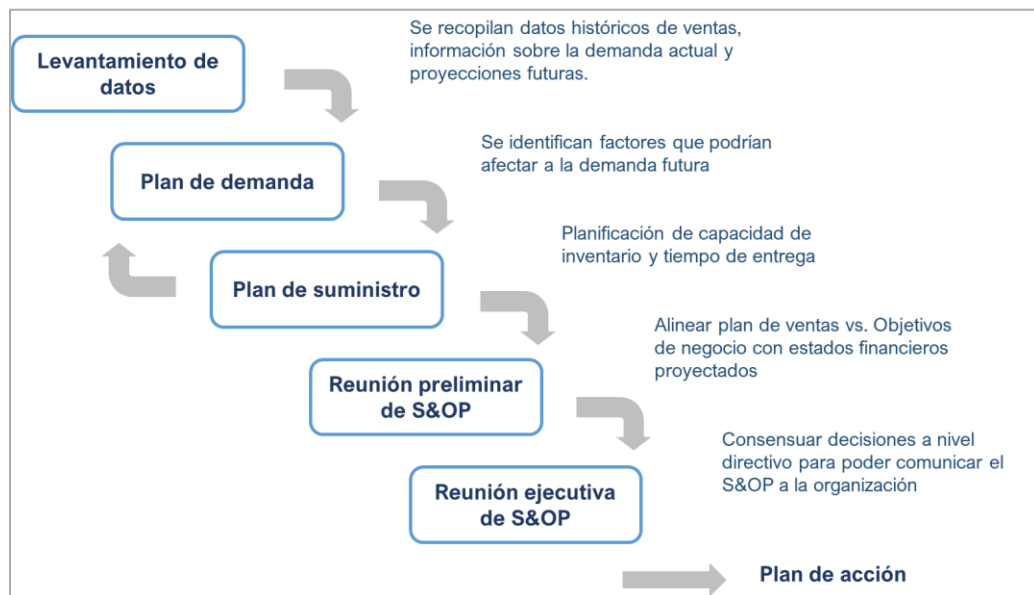 Levantamiento de
datos
Se recopilan datos históricos de ventas,
información sobre la demanda actual y
proyecciones futuras.
Plan de demanda
Se identifican factores que podrían
afectar a la demanda futura
Plan de suministro
Planificación de capacidad de
inventario y tiempo de entrega
Reunión preliminar
de S&OP
Alinear plan de ventas vs. Objetivos
de negocio con estados financieros
proyectados
Reunión ejecutiva
de S&OP
Consensuar decisiones a nivel
directivo para poder comunicar el
S&OP a la organización
Plan de acción